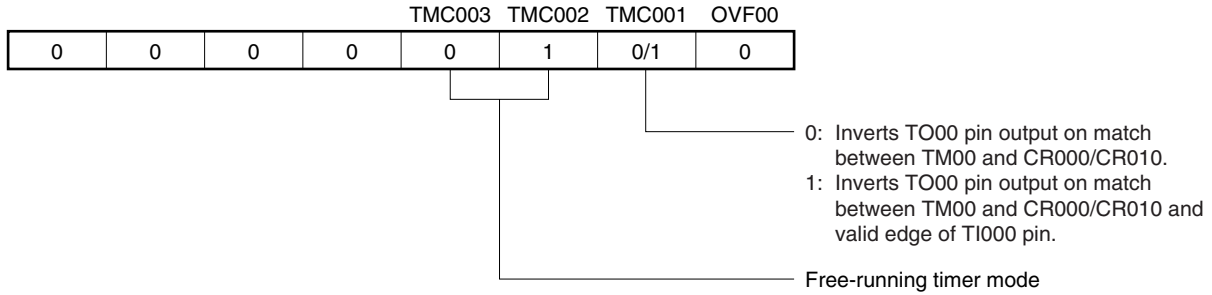 TMC003 TMC002 TMC001 OVF00
0 0 0 0 0 1 0/1 0
0: Inverts TO00 pin output on match
between TM00 and CR000/CR010.
1: Inverts TO00 pin output on match
between TM00 and CR000/CR010 and
valid edge of TI000 pin.
Free-running timer mode